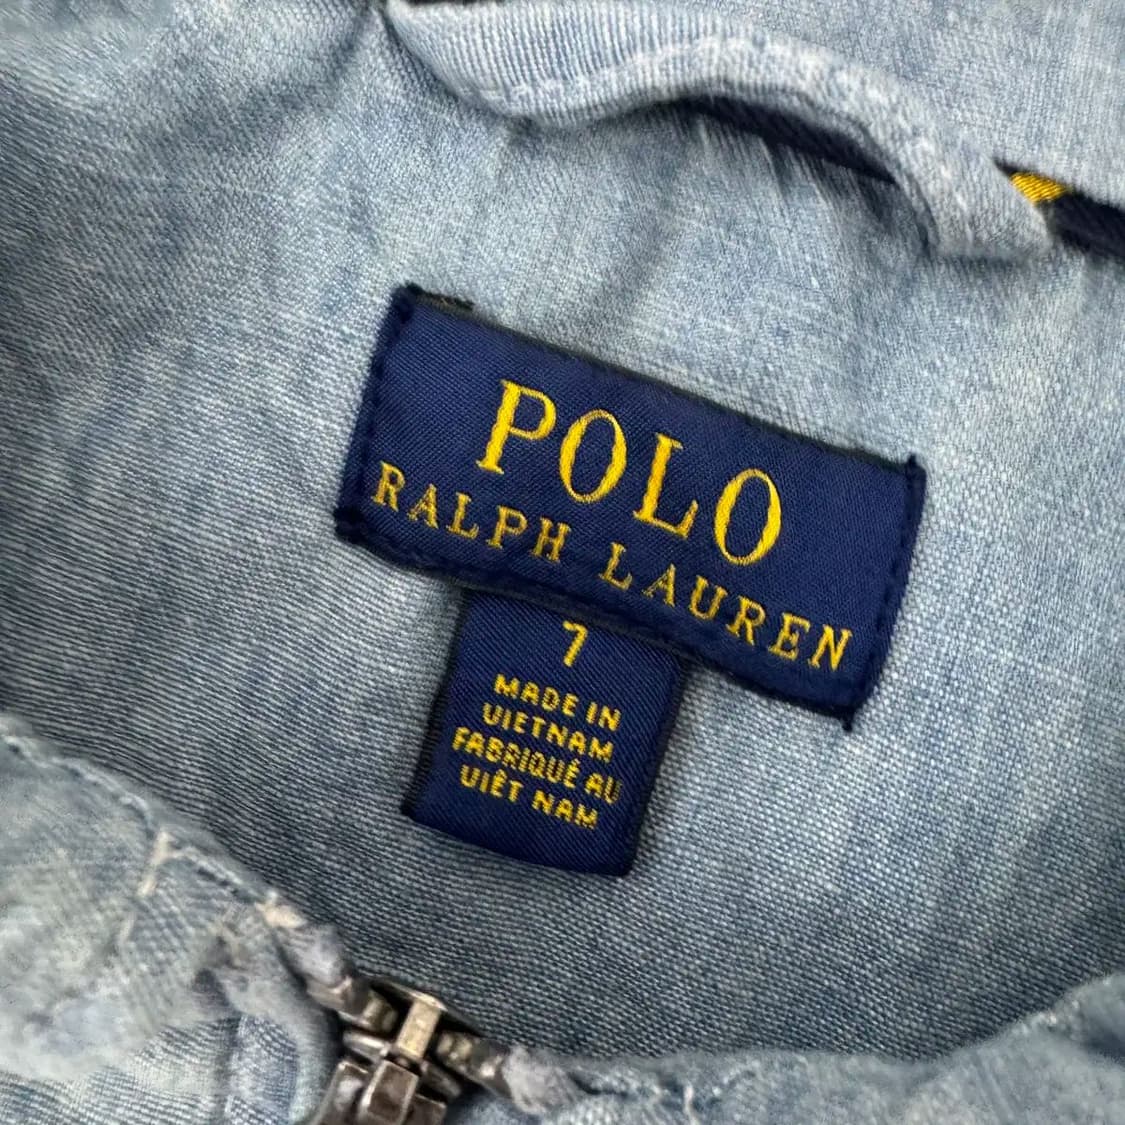 POLO
RALPH LAUREN
7
MADE IN
VIETNAM
FABRIQUÉ AU
VIÊT NAM